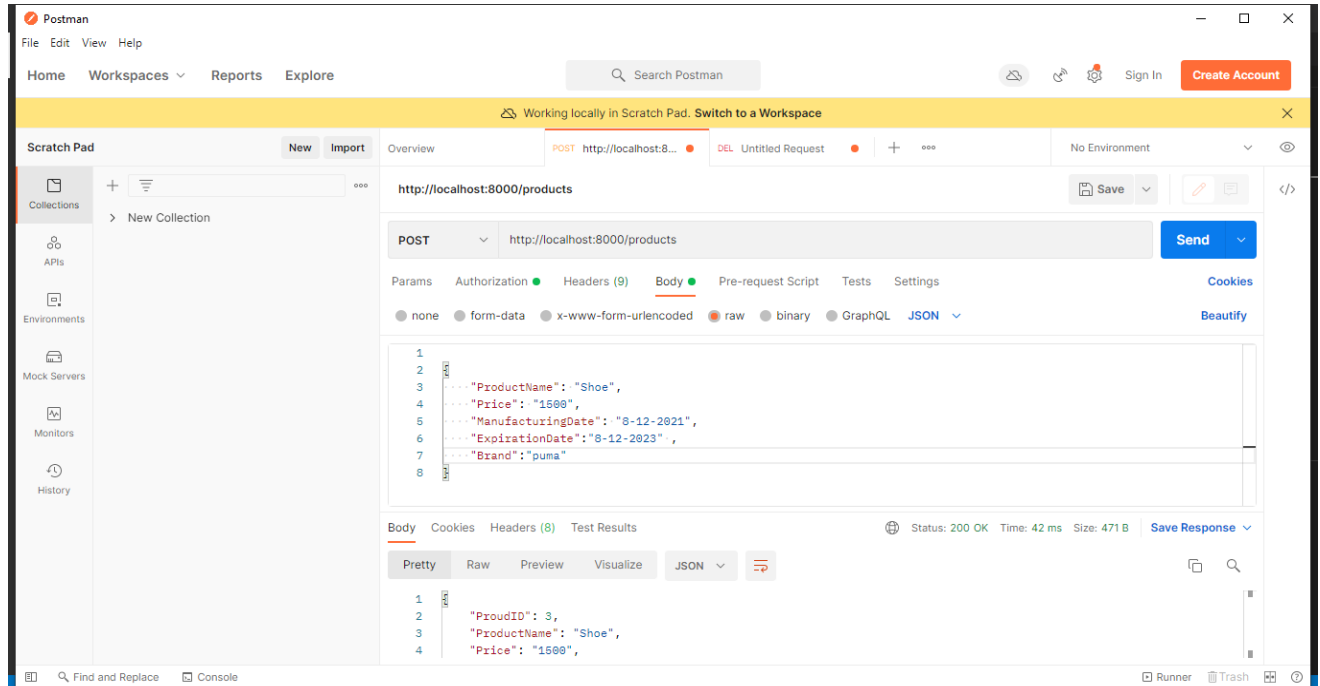 Postman
File Edit View Help
Home Workspaces Reports Explore Search Postman Sign In Create Account
Working locally in Scratch Pad. Switch to a Workspace
Scratch Pad New Import Overview POST http://localhost:8... DEL Untitled Request No Environment
Collections
New Collection
APIs
Environments
Mock Servers
Monitors
History
http://localhost:8000/products Save
POST http://localhost:8000/products Send
Params Authorization Headers (9) Body Pre-request Script Tests Settings Cookies
none form-data x-www-form-urlencoded raw binary GraphQL JSON Beautify
1
2 {
3 ····"ProductName":·"Shoe",
4 ····"Price":·"1500",
5 ····"ManufacturingDate":·"8-12-2021",
6 ····"ExpirationDate":"8-12-2023"·,
7 ····"Brand":"puma"
8 }
Body Cookies Headers (8) Test Results Status: 200 OK Time: 42 ms Size: 471 B Save Response
Pretty Raw Preview Visualize JSON
1 {
2 "ProudID": 3,
3 "ProductName": "Shoe",
4 "Price": "1500",
Find and Replace Console Runner Trash